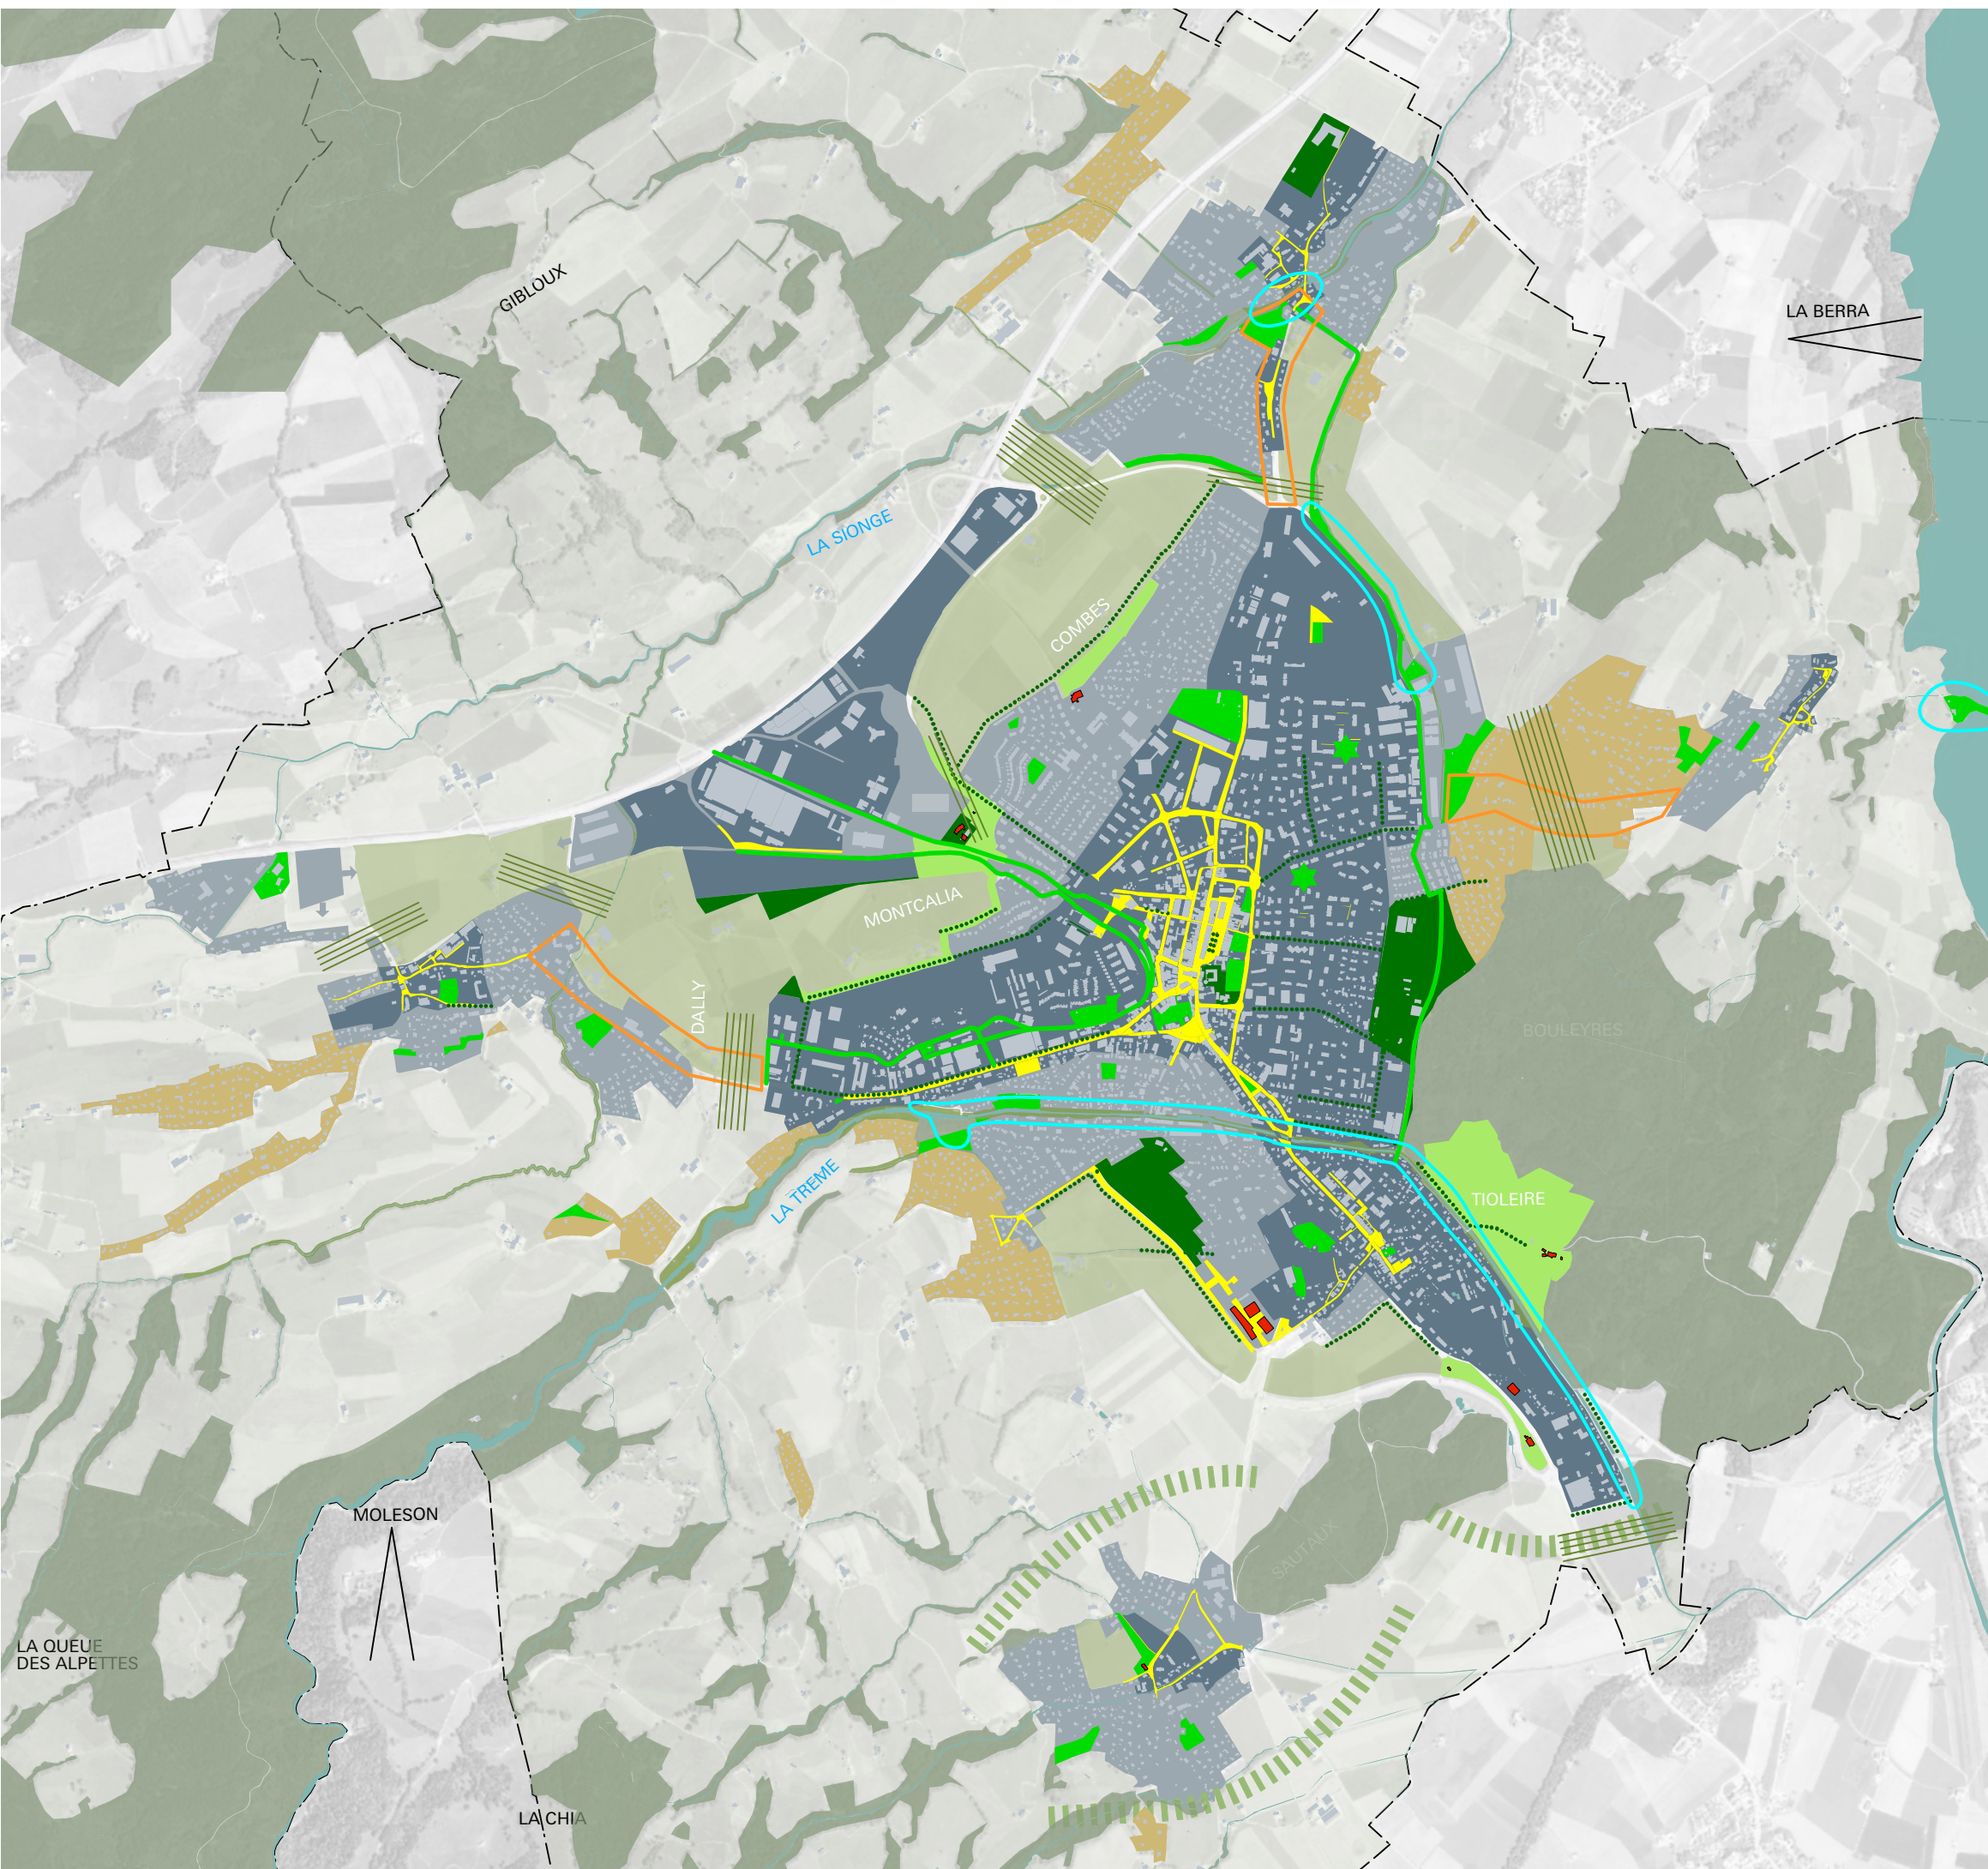 GIBLOUX
LA BERRA
LA SIONGE
COMBES
MONTCALIA
DALLY
BOULEYRES
LA TREME
TIOLEIRE
MOLESON
SAUTAUX
LA QUEUE
DES ALPETTES
LA CHIA